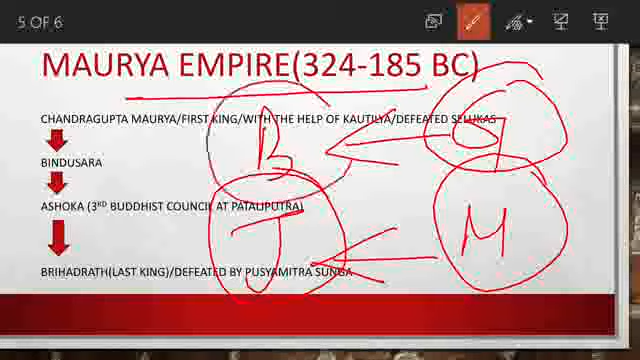 5 OF 6
MAURYA EMPIRE(324-185 BC)
CHANDRAGUPTA MAURYA/FIRST KING/WITH THE HELP OF KAUTILYA/DEFEATED SELUKAS
BINDUSARA
ASHOKA (3RD BUDDHIST COUNCIL AT PATALIPUTRA)
BRIHADRATH(LAST KING)/DEFEATED BY PUSYAMITRA SUNGA
B
J M